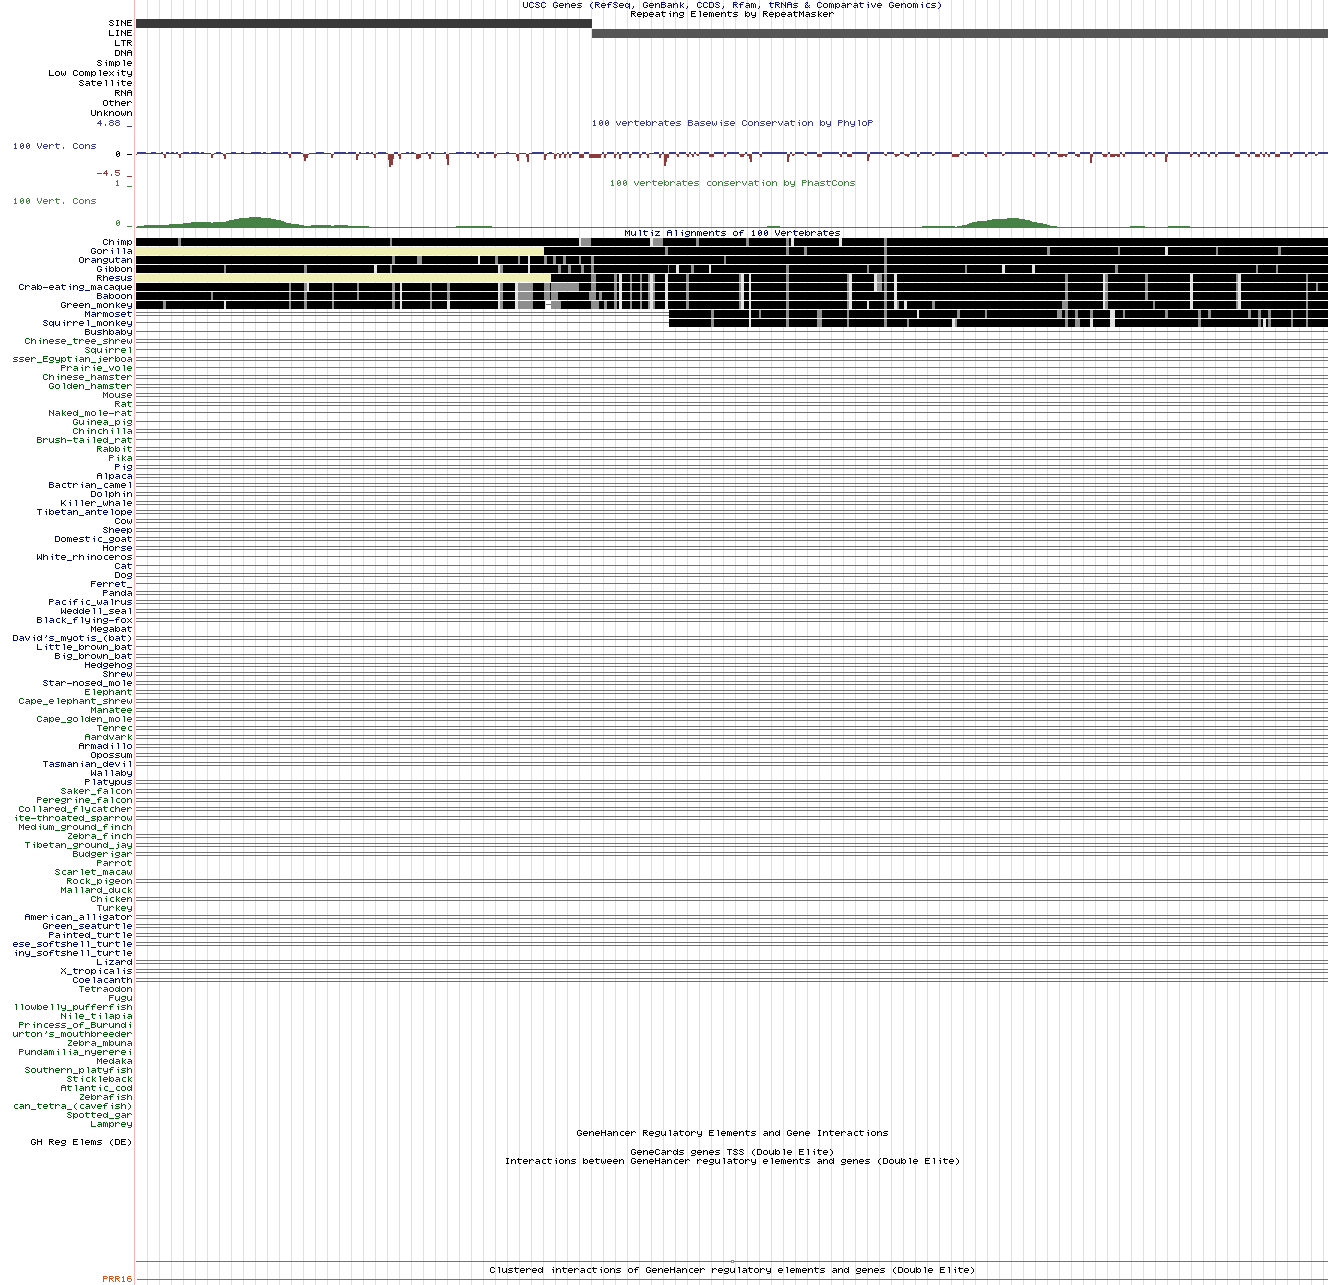 UCSC Genes (RefSeq, GenBank, CCDS, Rfam, tRNAs & Comparative Genomics)
Repeating Elements by RepeatMasker
SINE
LINE
LTR
DNA
Simple
Low Complexity
Satellite
RNA
Other
Unknown
4.88 _
100 vertebrates Basewise Conservation by PhyloP
100 Vert. Cons
0 -
-4.5 _
1 _
100 vertebrates conservation by PhastCons
100 Vert. Cons
0 _
Multiz Alignments of 100 Vertebrates
Chimp
Gorilla
Orangutan
Gibbon
Rhesus
Crab-eating_macaque
Baboon
Green_monkey
Marmoset
Squirrel_monkey
Bushbaby
Chinese_tree_shrew
Squirrel
sser_Egyptian_jerboa
Prairie_vole
Chinese_hamster
Golden_hamster
Mouse
Rat
Naked_mole-rat
Guinea_pig
Chinchilla
Brush-tailed_rat
Rabbit
Pika
Pig
Alpaca
Bactrian_camel
Dolphin
Killer_whale
Tibetan_antelope
Cow
Sheep
Domestic_goat
Horse
White_rhinoceros
Cat
Dog
Ferret_
Panda
Pacific_walrus
Weddell_seal
Black_flying-fox
Megabat
David's_myotis_(bat)
Little_brown_bat
Big_brown_bat
Hedgehog
Shrew
Star-nosed_mole
Elephant
Cape_elephant_shrew
Manatee
Cape_golden_mole
Tenrec
Aardvark
Armadillo
Opossum
Tasmanian_devil
Wallaby
Platypus
Saker_falcon
Peregrine_falcon
Collared_flycatcher
ite-throated_sparrow
Medium_ground_finch
Zebra_finch
Tibetan_ground_jay
Budgerigar
Parrot
Scarlet_macaw
Rock_pigeon
Mallard_duck
Chicken
Turkey
American_alligator
Green_seaturtle
Painted_turtle
ese_softshell_turtle
iny_softshell_turtle
Lizard
X_tropicalis
Coelacanth
Tetraodon
Fugu
llowbelly_pufferfish
Nile_tilapia
Princess_of_Burundi
urton's_mouthbreeder
Zebra_mbuna
Pundamilia_nyererei
Medaka
Southern_platyfish
Stickleback
Atlantic_cod
Zebrafish
can_tetra_(cavefish)
Spotted_gar
Lamprey
GeneHancer Regulatory Elements and Gene Interactions
GH Reg Elems (DE)
GeneCards genes TSS (Double Elite)
Interactions between GeneHancer regulatory elements and genes (Double Elite)
Clustered interactions of GeneHancer regulatory elements and genes (Double Elite)
PRR16